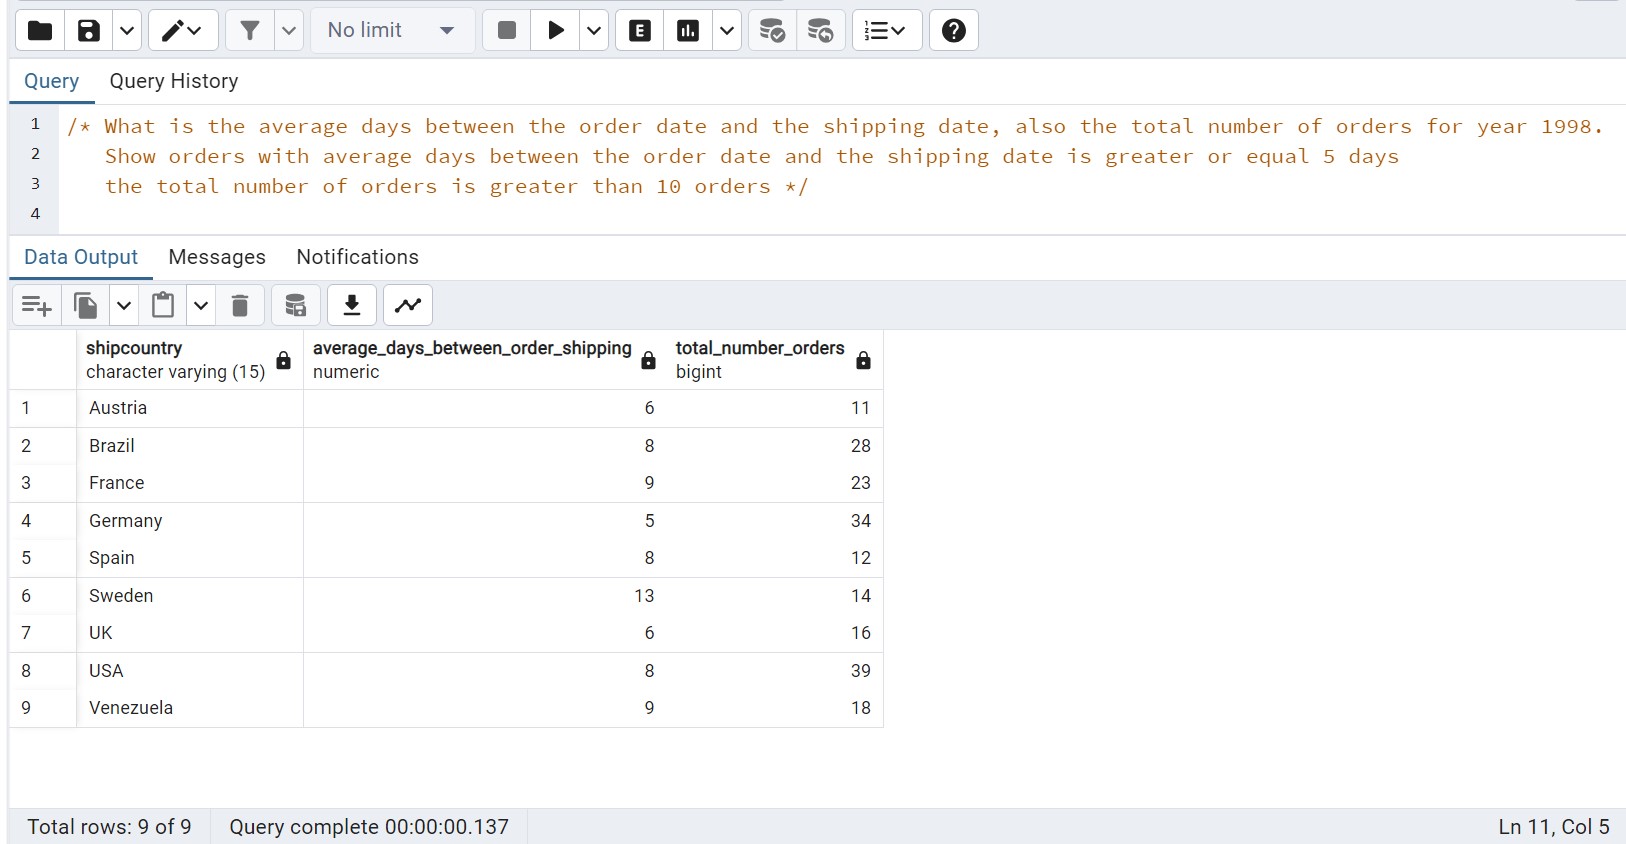 No limit
E
Query Query History
1 /* What is the average days between the order date and the shipping date, also the total number of orders for year 1998.
2 Show orders with average days between the order date and the shipping date is greater or equal 5 days
3 the total number of orders is greater than 10 orders */
4
Data Output Messages Notifications
shipcountry average_days_between_order_shipping total_number_orders
character varying (15) numeric bigint
1 Austria 6 11
2 Brazil 8 28
3 France 9 23
4 Germany 5 34
5 Spain 8 12
6 Sweden 13 14
7 UK 6 16
8 USA 8 39
9 Venezuela 9 18
Total rows: 9 of 9 Query complete 00:00:00.137 Ln 11, Col 5